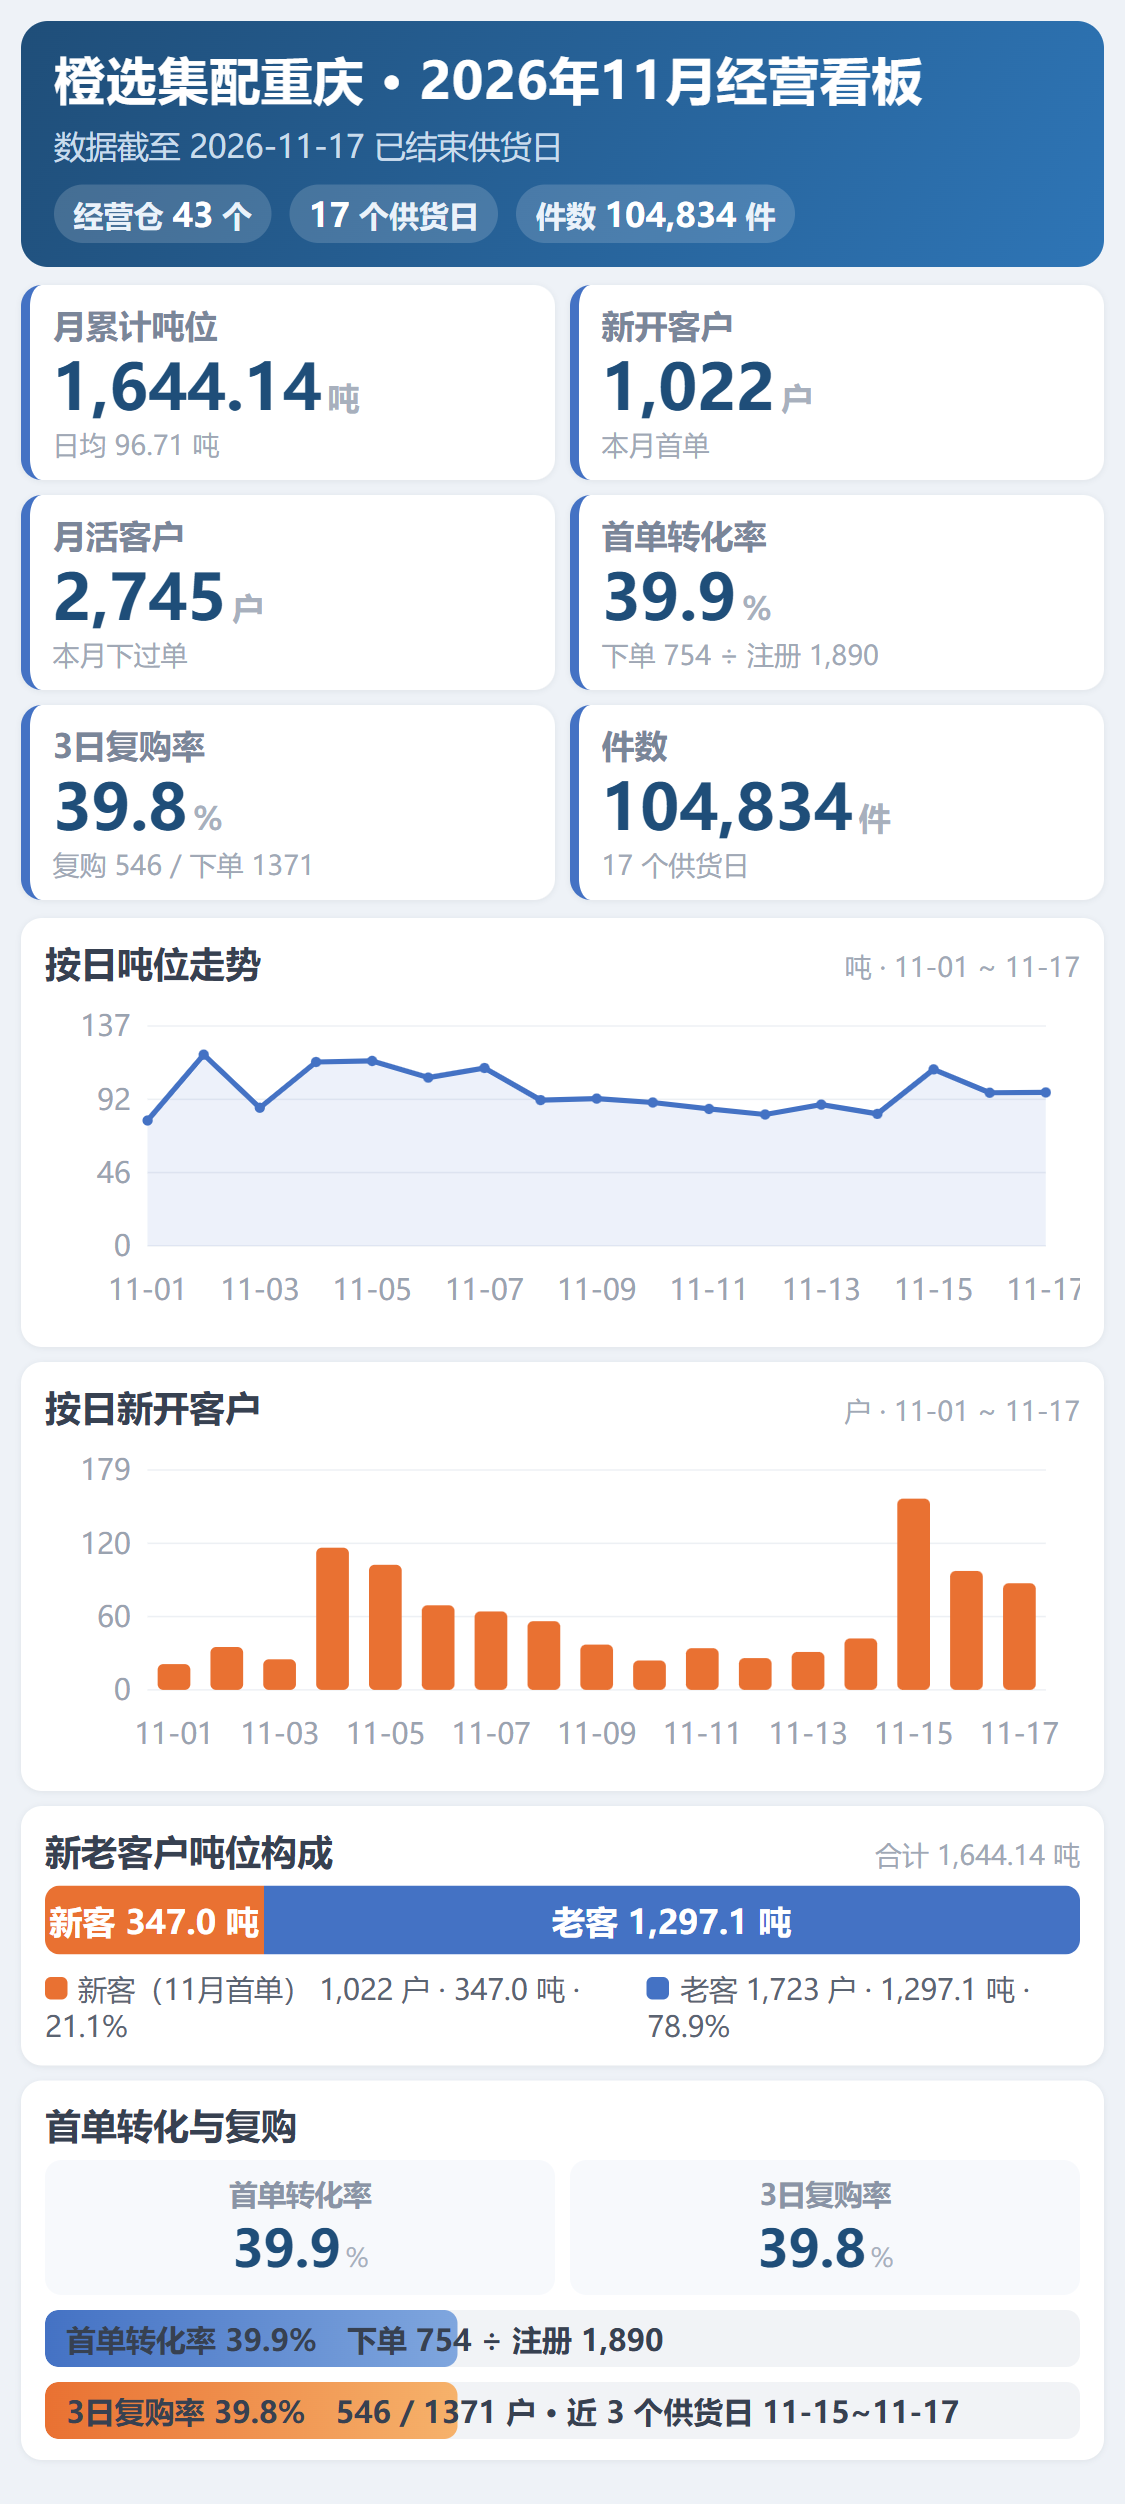 橙选集配重庆 · 2026年11月经营看板
数据截至 2026-11-17 已结束供货日
经营仓 43 个
17 个供货日
件数 104,834 件
月累计吨位
1,644.14 吨
日均 96.71 吨
新开客户
1,022 户
本月首单
月活客户
2,745 户
本月下过单
首单转化率
39.9 %
下单 754 ÷ 注册 1,890
3日复购率
39.8 %
复购 546 / 下单 1371
件数
104,834 件
17 个供货日
按日吨位走势
吨 · 11-01 ~ 11-17
137
92
46
0
11-01 11-03 11-05 11-07 11-09 11-11 11-13 11-15 11-17
按日新开客户
户 · 11-01 ~ 11-17
179
120
60
0
11-01 11-03 11-05 11-07 11-09 11-11 11-13 11-15 11-17
新老客户吨位构成
合计 1,644.14 吨
新客 347.0 吨
老客 1,297.1 吨
新客（11月首单） 1,022 户 · 347.0 吨 ·
21.1%
老客 1,723 户 · 1,297.1 吨 ·
78.9%
首单转化与复购
首单转化率
39.9 %
3日复购率
39.8 %
首单转化率 39.9% 下单 754 ÷ 注册 1,890
3日复购率 39.8% 546 / 1371 户 · 近 3 个供货日 11-15~11-17